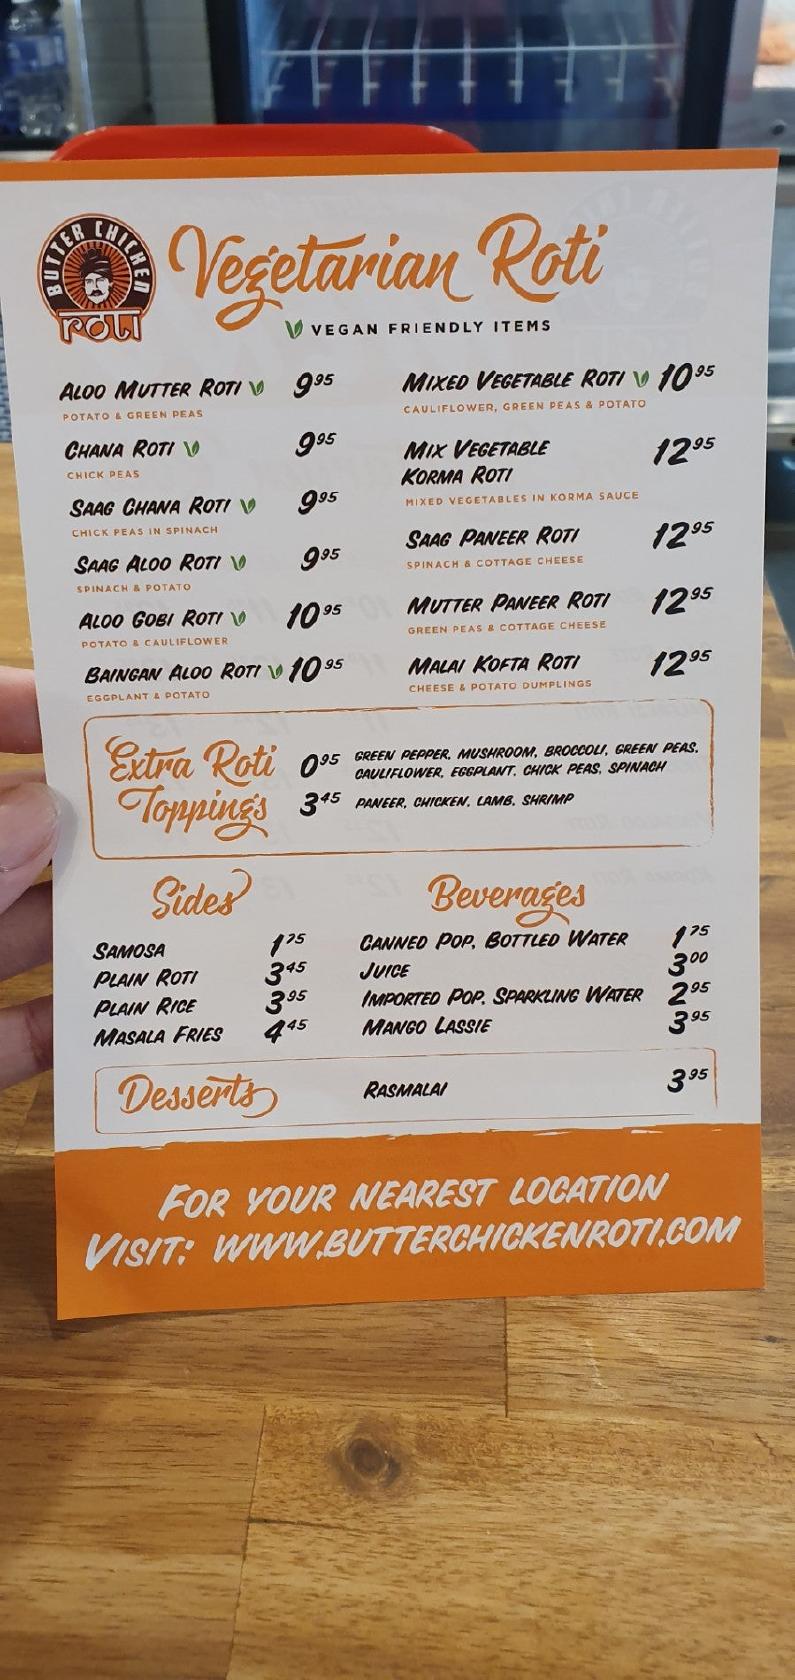 BUTTER CHICKEN
roti
Vegetarian Roti
VEGAN FRIENDLY ITEMS
ALOO MUTTER ROTI 9 95
POTATO & GREEN PEAS
CHANA ROTI 9 95
CHICK PEAS
SAAG CHANA ROTI 9 95
CHICK PEAS IN SPINACH
SAAG ALOO ROTI 9 95
SPINACH & POTATO
ALOO GOBI ROTI 10 95
POTATO & CAULIFLOWER
BAINGAN ALOO ROTI 10 95
EGGPLANT & POTATO
MIXED VEGETABLE ROTI 10 95
CAULIFLOWER, GREEN PEAS & POTATO
MIX VEGETABLE 12 95
KORMA ROTI
MIXED VEGETABLES IN KORMA SAUCE
SAAG PANEER ROTI 12 95
SPINACH & COTTAGE CHEESE
MUTTER PANEER ROTI 12 95
GREEN PEAS & COTTAGE CHEESE
MALAI KOFTA ROTI 12 95
CHEESE & POTATO DUMPLINGS
Extra Roti
Toppings
0 95 GREEN PEPPER, MUSHROOM, BROCCOLI, GREEN PEAS,
CAULIFLOWER, EGGPLANT, CHICK PEAS, SPINACH
3 45 PANEER, CHICKEN, LAMB, SHRIMP
Sides
SAMOSA 1 75
PLAIN ROTI 3 45
PLAIN RICE 3 95
MASALA FRIES 4 45
Beverages
CANNED POP, BOTTLED WATER 1 75
JUICE 3 00
IMPORTED POP, SPARKLING WATER 2 95
MANGO LASSIE 3 95
Desserts RASMALAI 3 95
FOR YOUR NEAREST LOCATION
VISIT: WWW.BUTTERCHICKENROTI.COM